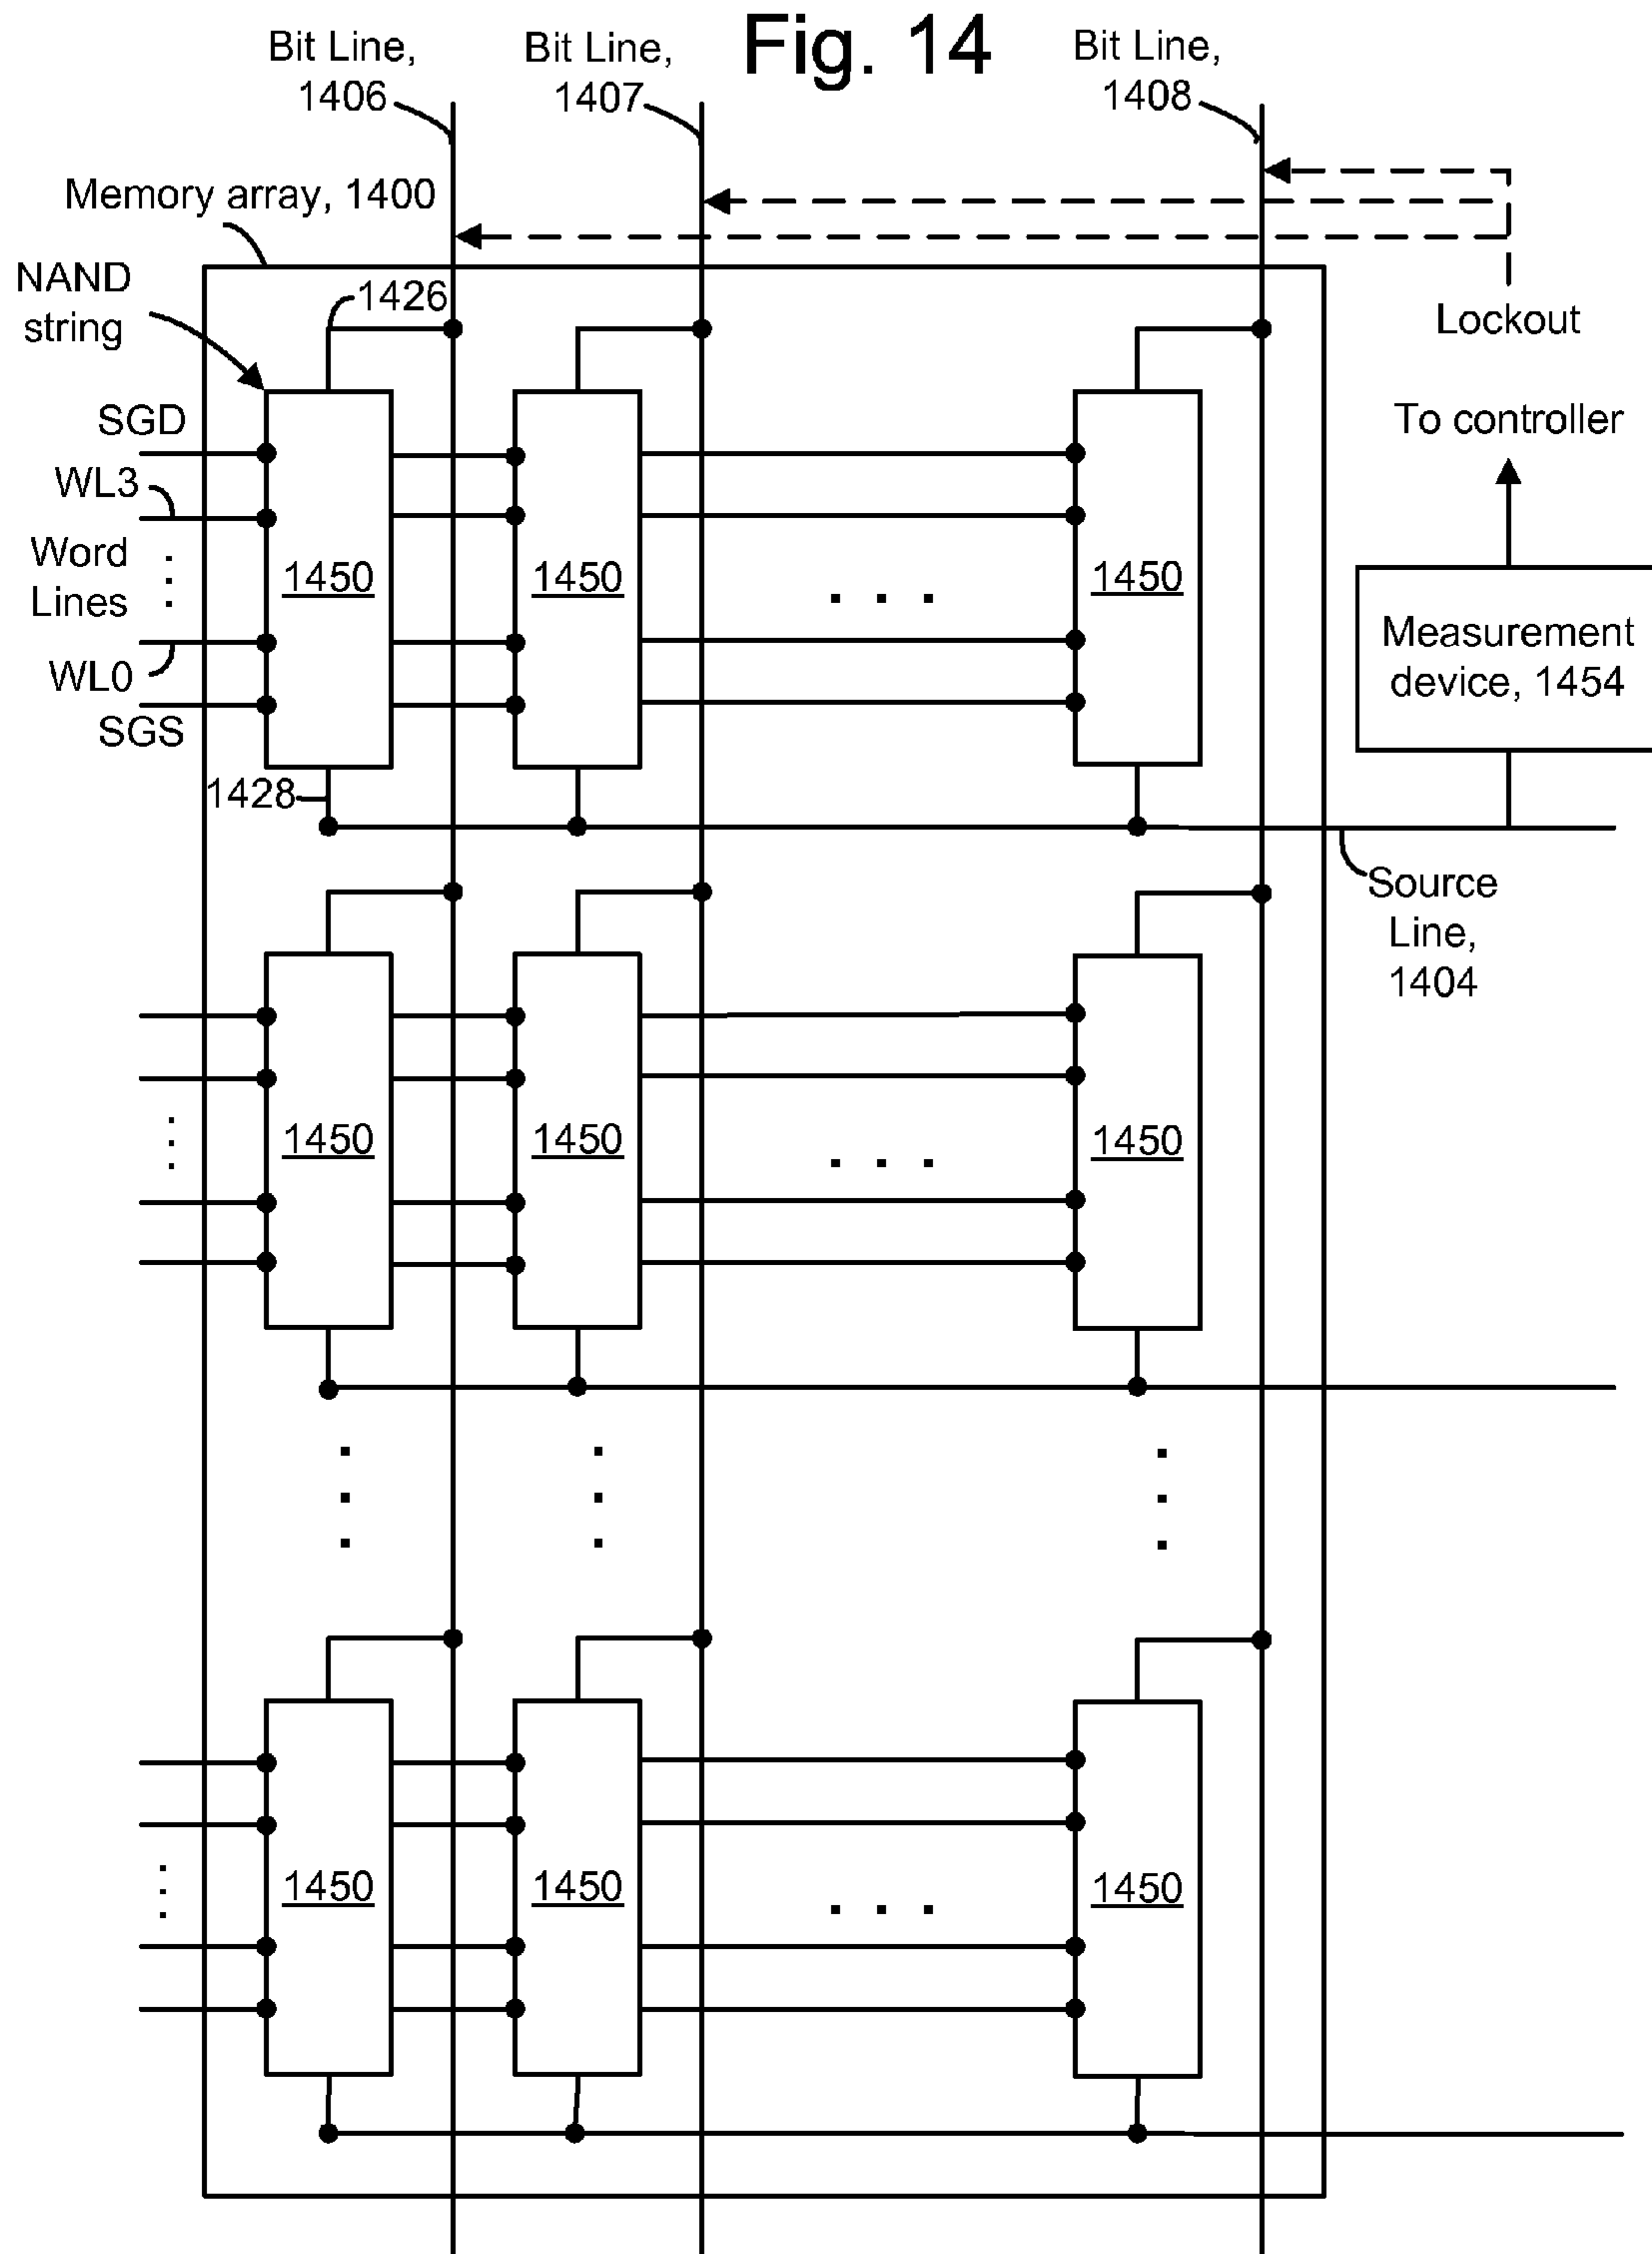 Fig. 14
Bit Line,
1406
Bit Line,
1407
Bit Line,
1408
Memory array, 1400
NAND
string
1426
Lockout
SGD
To controller
WL3
Word
Lines
1450
1450
1450
Measurement
device, 1454
WL0
SGS
1428
Source
Line,
1404
1450
1450
1450
1450
1450
1450